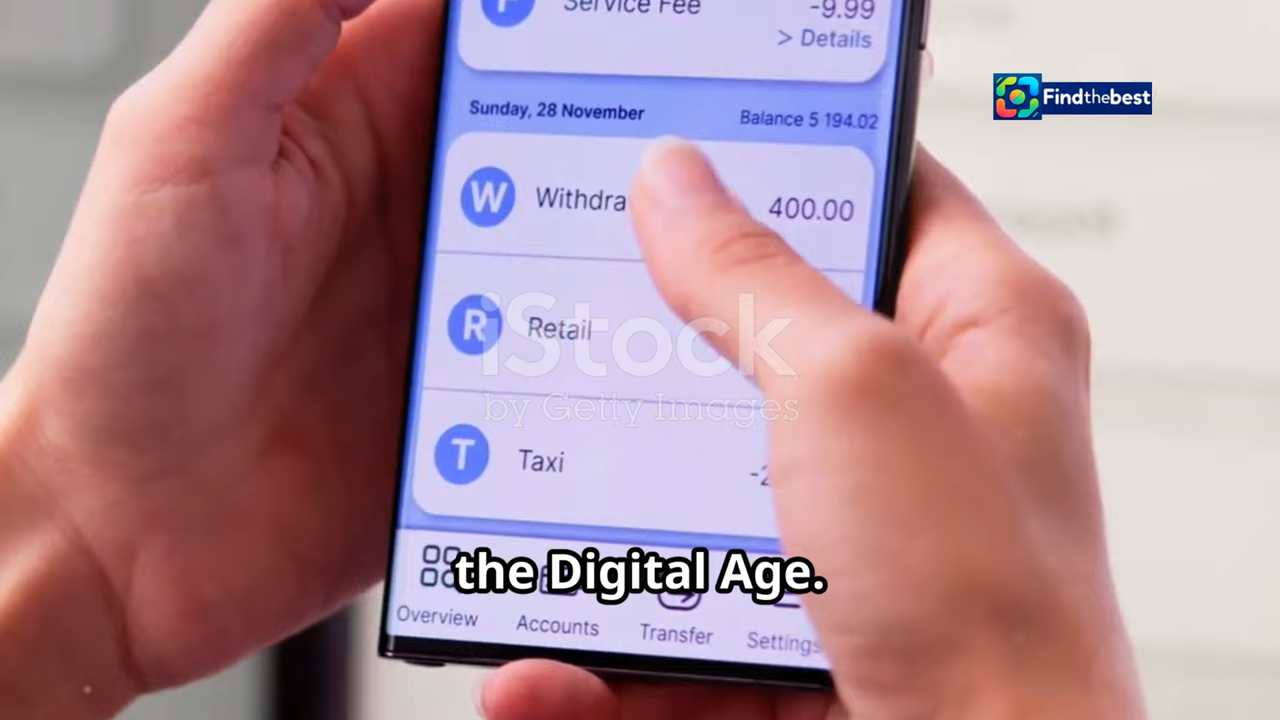 Service Fee
-9.99
> Details
Findthebest
Sunday, 28 November
Balance 5 194.02
W
400.00
R
Retail
iStock
by Getty Images
T
Taxi
the Digital Age.
Overview
Accounts
Transfer
Settings